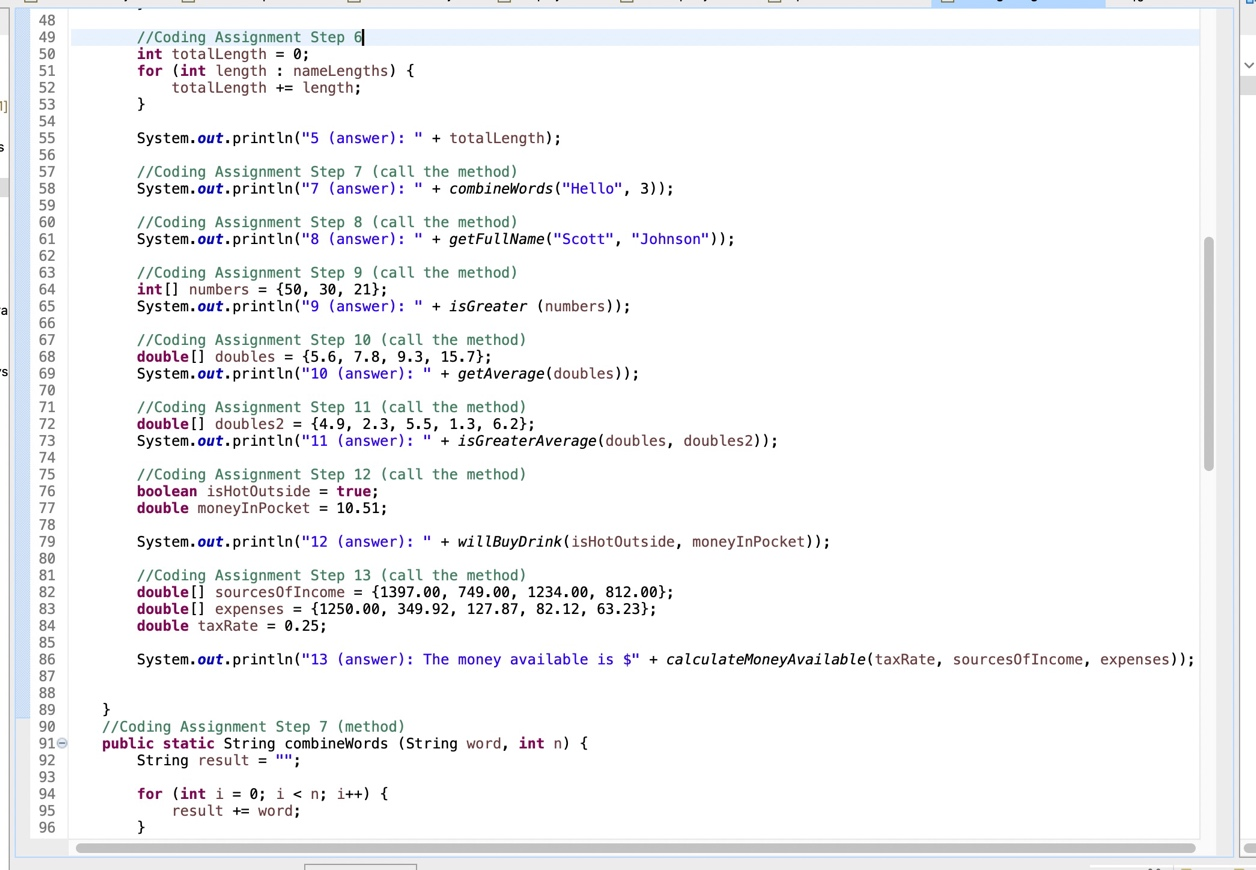 48
49 //Coding Assignment Step 6
50 int totalLength = 0;
51 for (int length : nameLengths) {
52 totalLength += length;
53 }
54
55 System.out.println("5 (answer): " + totalLength);
56
57 //Coding Assignment Step 7 (call the method)
58 System.out.println("7 (answer): " + combineWords("Hello", 3));
59
60 //Coding Assignment Step 8 (call the method)
61 System.out.println("8 (answer): " + getFullName("Scott", "Johnson"));
62
63 //Coding Assignment Step 9 (call the method)
64 int[] numbers = {50, 30, 21};
65 System.out.println("9 (answer): " + isGreater (numbers));
66
67 //Coding Assignment Step 10 (call the method)
68 double[] doubles = {5.6, 7.8, 9.3, 15.7};
69 System.out.println("10 (answer): " + getAverage(doubles));
70
71 //Coding Assignment Step 11 (call the method)
72 double[] doubles2 = {4.9, 2.3, 5.5, 1.3, 6.2};
73 System.out.println("11 (answer): " + isGreaterAverage(doubles, doubles2));
74
75 //Coding Assignment Step 12 (call the method)
76 boolean isHotOutside = true;
77 double moneyInPocket = 10.51;
78
79 System.out.println("12 (answer): " + willBuyDrink(isHotOutside, moneyInPocket));
80
81 //Coding Assignment Step 13 (call the method)
82 double[] sourcesOfIncome = {1397.00, 749.00, 1234.00, 812.00};
83 double[] expenses = {1250.00, 349.92, 127.87, 82.12, 63.23};
84 double taxRate = 0.25;
85
86 System.out.println("13 (answer): The money available is $" + calculateMoneyAvailable(taxRate, sourcesOfIncome, expenses));
87
88
89 }
90 //Coding Assignment Step 7 (method)
91 public static String combineWords (String word, int n) {
92 String result = "";
93
94 for (int i = 0; i < n; i++) {
95 result += word;
96 }